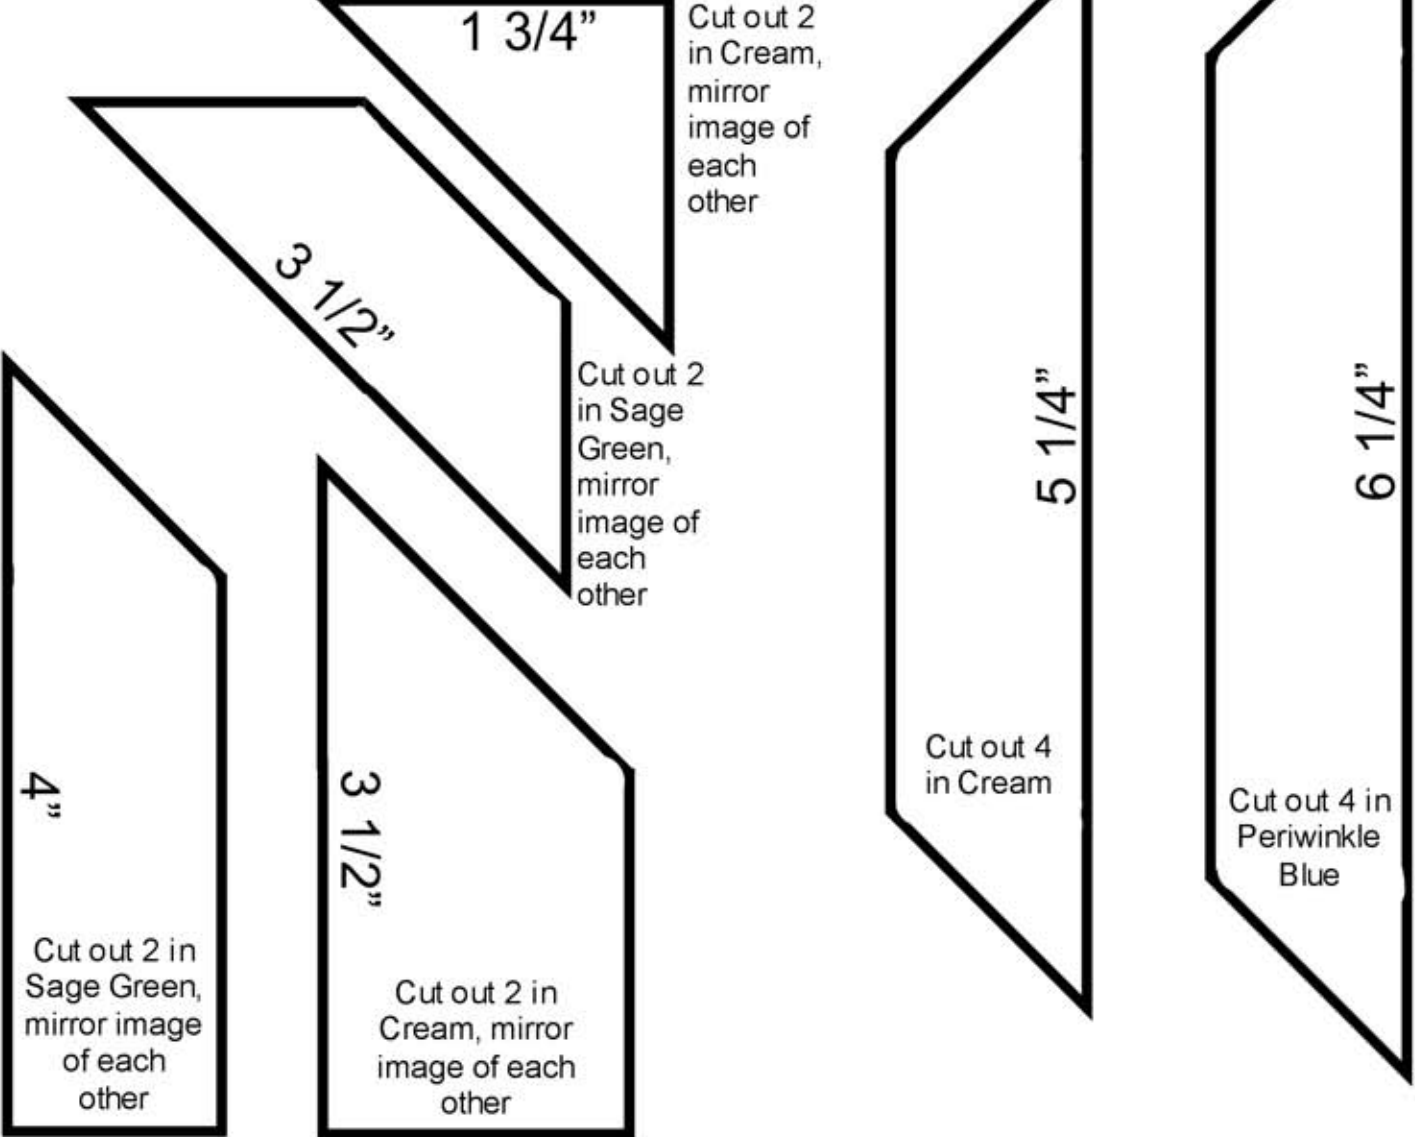 1 3/4”
Cut out 2
in Cream,
mirror
image of
each
other
3 1/2”
Cut out 2
in Sage
Green,
mirror
image of
each
other
4”
Cut out 2 in
Sage Green,
mirror image
of each
other
3 1/2”
Cut out 2 in
Cream, mirror
image of each
other
5 1/4”
Cut out 4
in Cream
6 1/4”
Cut out 4 in
Periwinkle
Blue